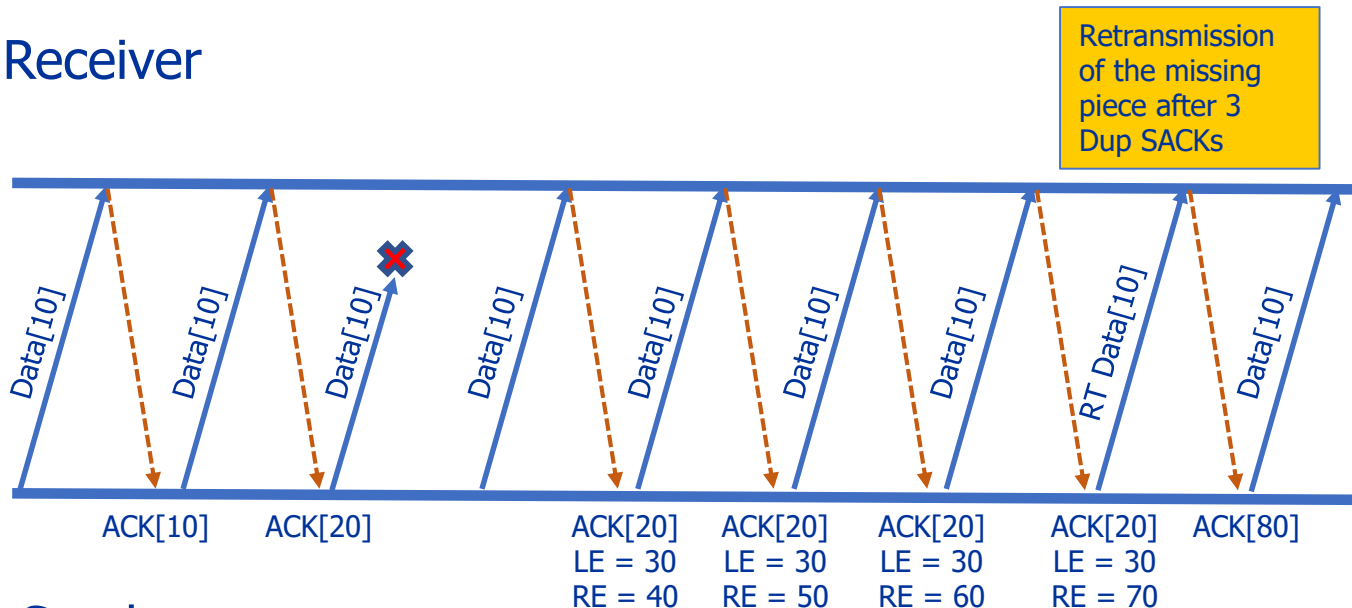 Receiver
Retransmission
of the missing
piece after 3
Dup SACKs
Data[10]
Data[10]
Data[10]
Data[10]
Data[10]
Data[10]
Data[10]
RT Data[10]
Data[10]
ACK[10]
ACK[20]
ACK[20]
LE = 30
RE = 40
ACK[20]
LE = 30
RE = 50
ACK[20]
LE = 30
RE = 60
ACK[20]
LE = 30
RE = 70
ACK[80]